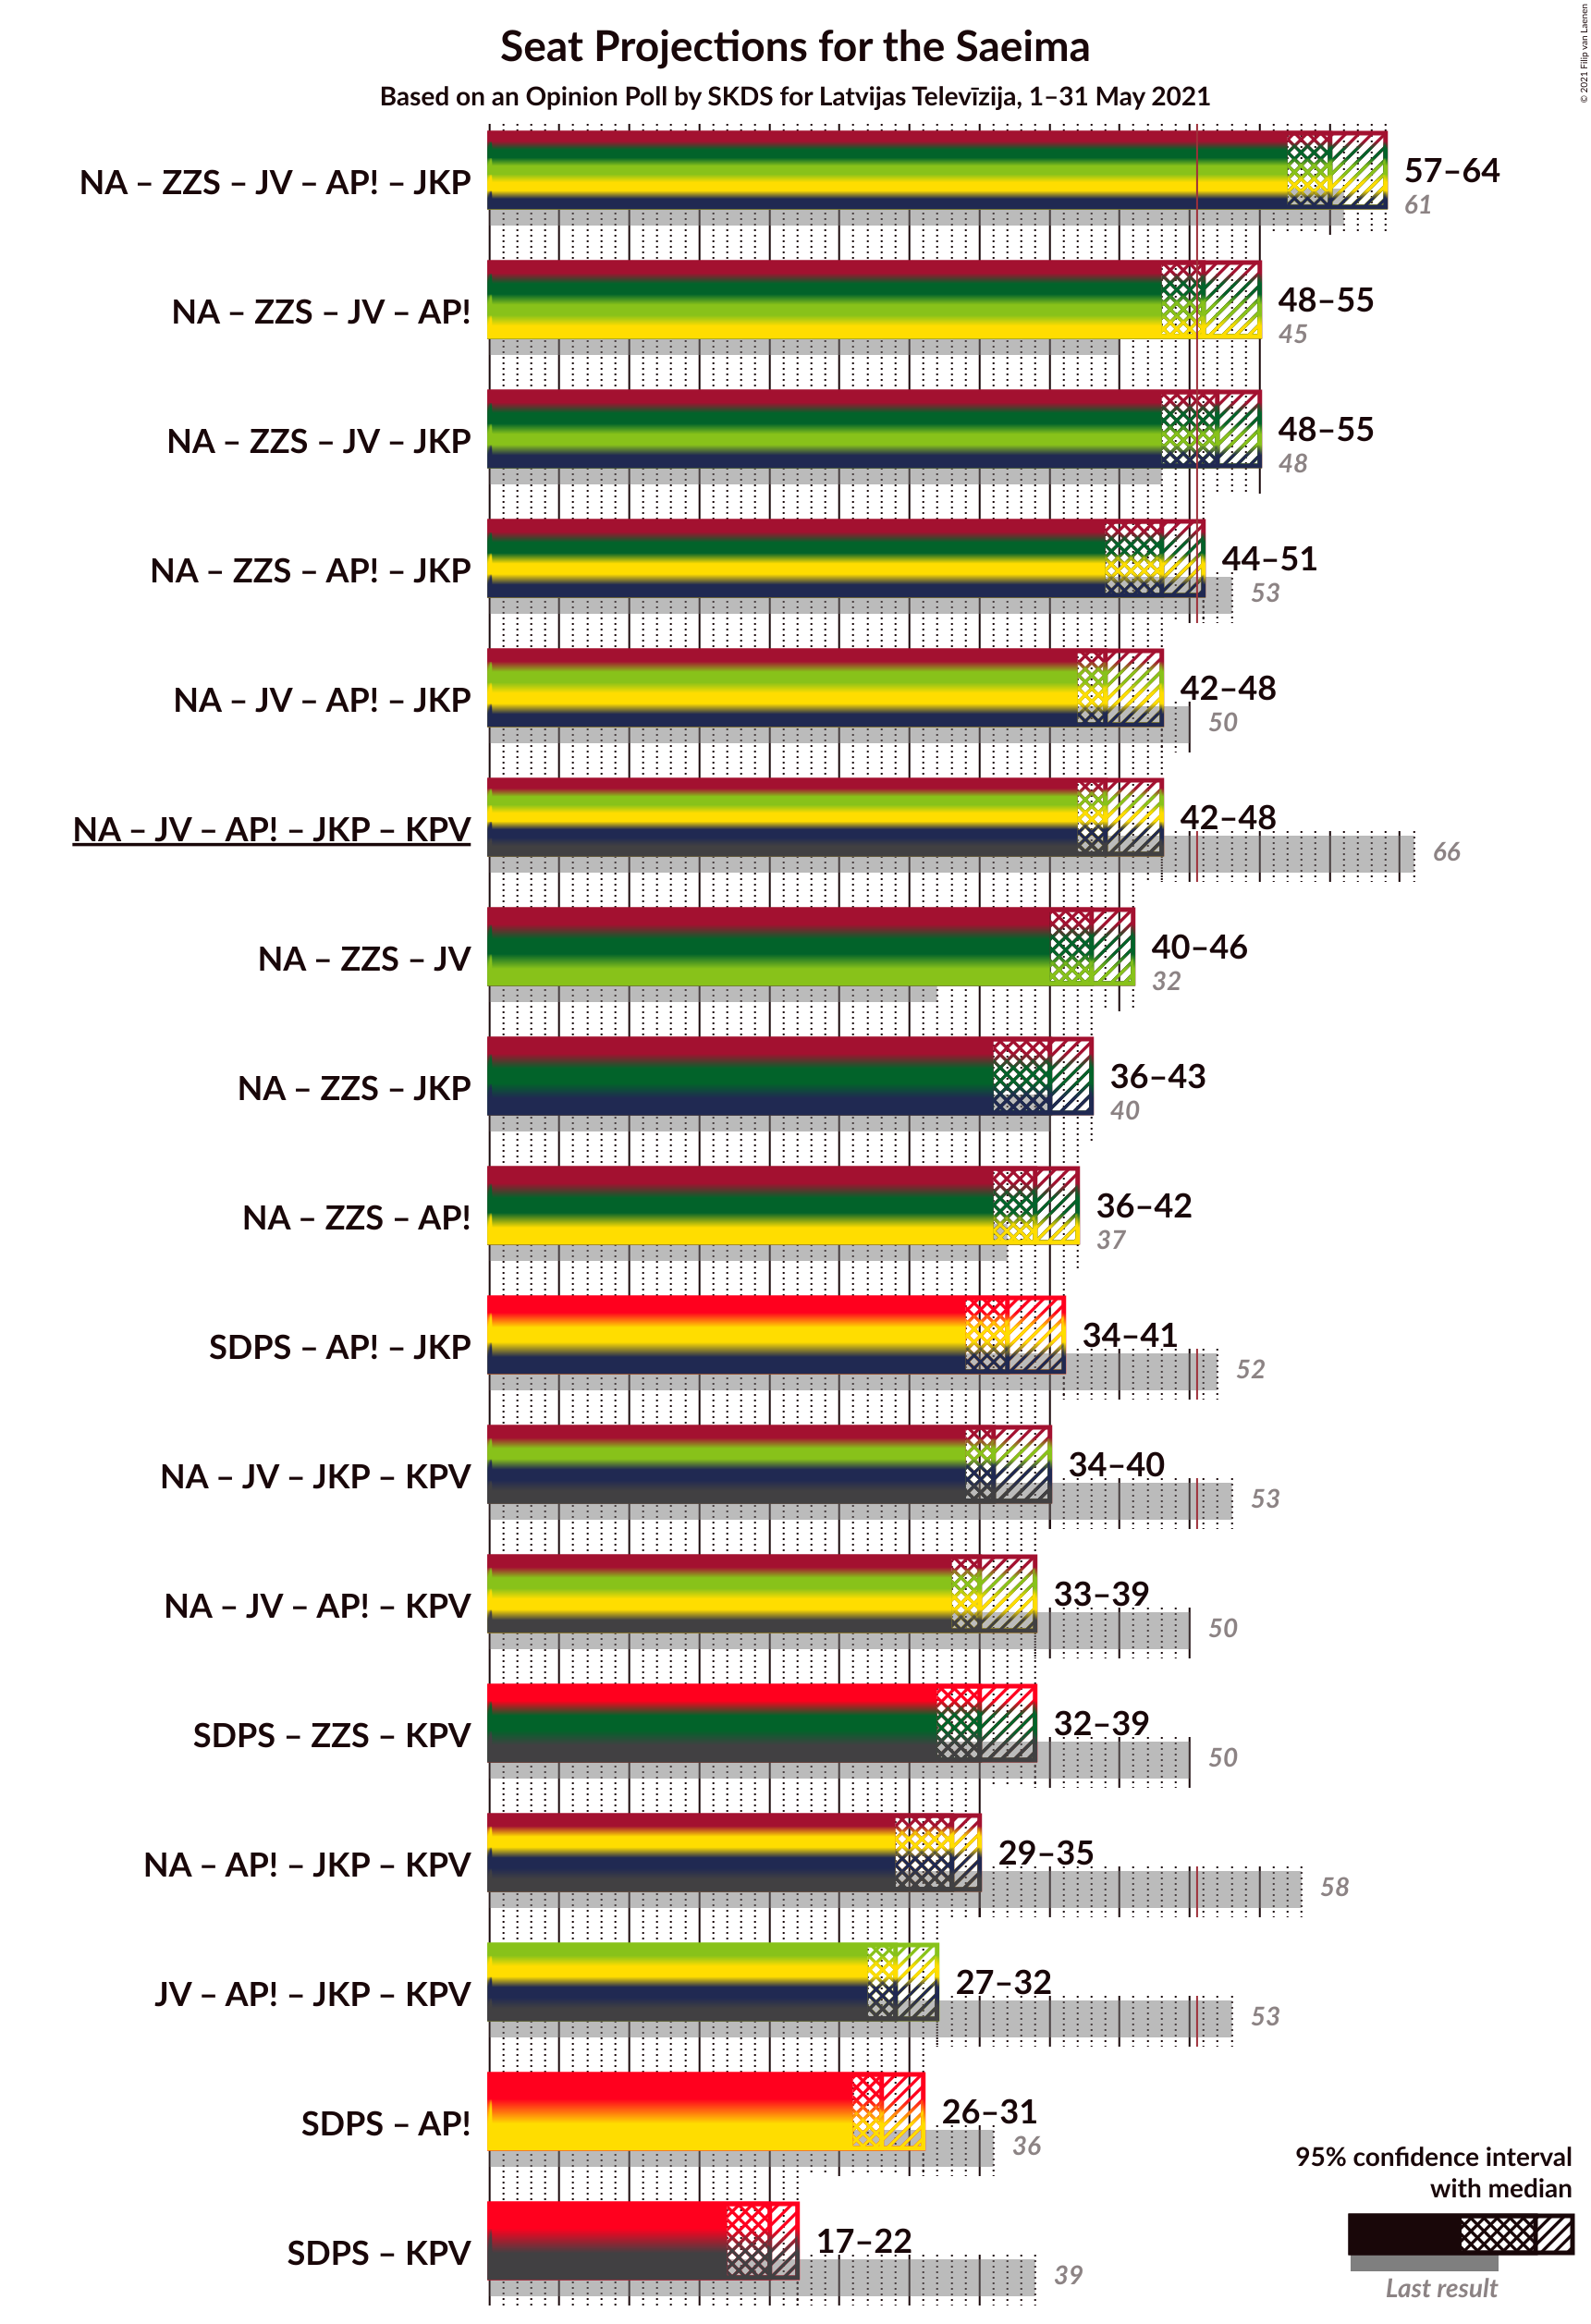 Seat Projections for the Saeima
Based on an Opinion Poll by SKDS for Latvijas Televīzija, 1–31 May 2021
© 2021 Filip van Laenen
NA – ZZS – JV – AP! – JKP
57–64
61
NA – ZZS – JV – AP!
48–55
45
NA – ZZS – JV – JKP
48–55
48
NA – ZZS – AP! – JKP
44–51
53
NA – JV – AP! – JKP
42–48
50
NA – JV – AP! – JKP – KPV
42–48
66
NA – ZZS – JV
40–46
32
NA – ZZS – JKP
36–43
40
NA – ZZS – AP!
36–42
37
SDPS – AP! – JKP
34–41
52
NA – JV – JKP – KPV
34–40
53
NA – JV – AP! – KPV
33–39
50
SDPS – ZZS – KPV
32–39
50
NA – AP! – JKP – KPV
29–35
58
JV – AP! – JKP – KPV
27–32
53
SDPS – AP!
26–31
36
SDPS – KPV
17–22
39
95% confidence interval
with median
Last result